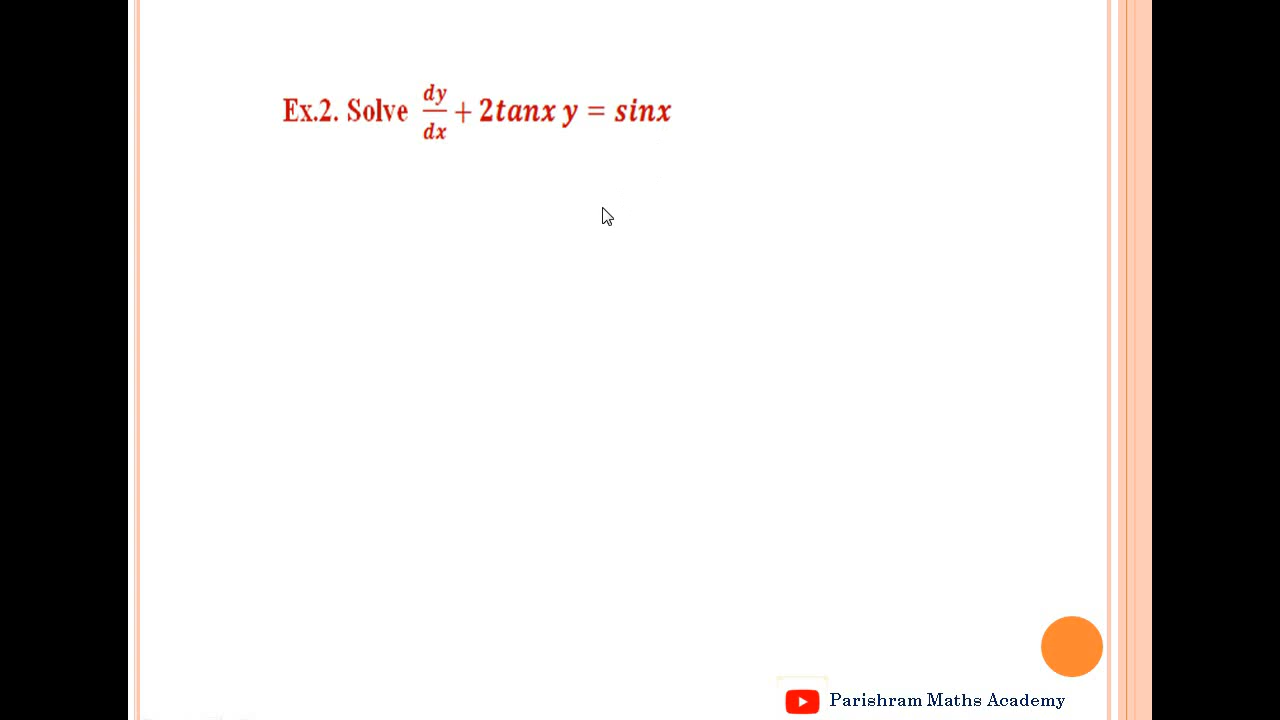 Ex.2. Solve dy/dx + 2tanx y = sinx
Parishram Maths Academy